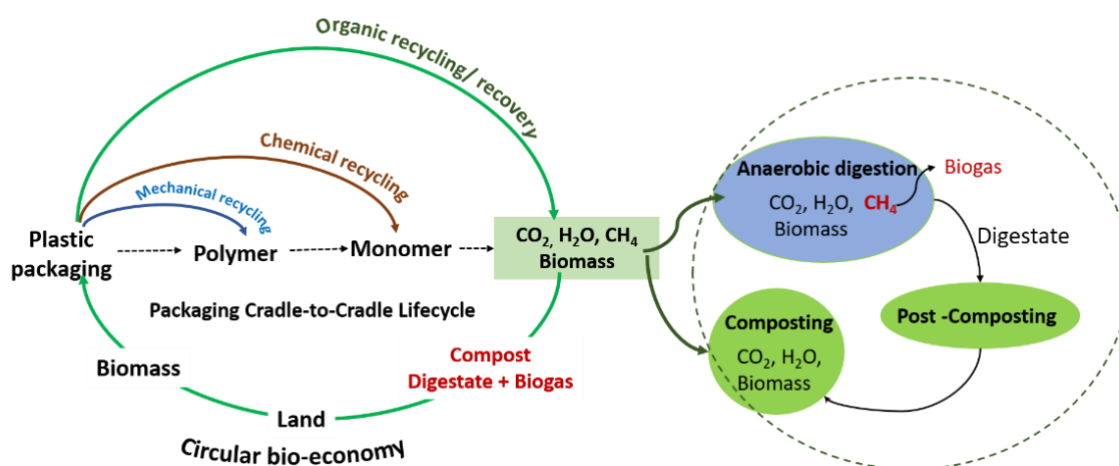 Organic recycling/ recovery
Chemical recycling
Mechanical recycling
Plastic
packaging
Polymer
Monomer
CO₂, H₂O, CH₄
Biomass
Packaging Cradle-to-Cradle Lifecycle
Biomass
Compost
Digestate + Biogas
Land
Circular bio-economy
Anaerobic digestion
CO₂, H₂O, CH₄
Biomass
Biogas
Digestate
Post -Composting
Composting
CO₂, H₂O,
Biomass